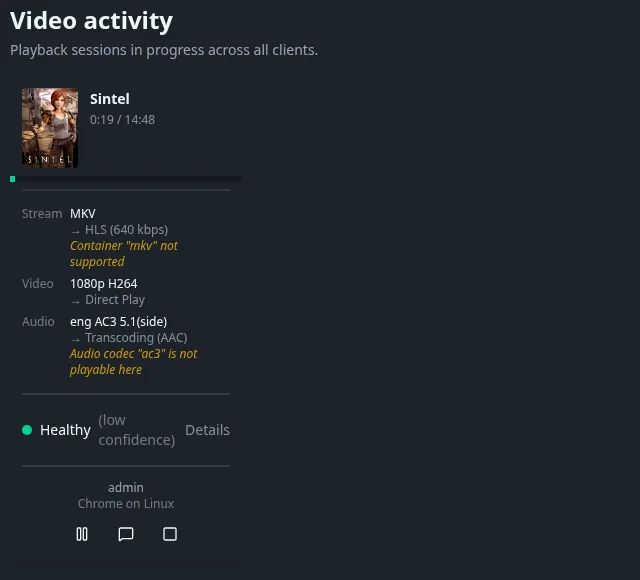 Video activity
Playback sessions in progress across all clients.
SINTEL
Sintel
0:19 / 14:48
Stream MKV
→ HLS (640 kbps)
Container "mkv" not
supported
Video 1080p H264
→ Direct Play
Audio eng AC3 5.1(side)
→ Transcoding (AAC)
Audio codec "ac3" is not
playable here
Healthy (low confidence) Details
admin
Chrome on Linux